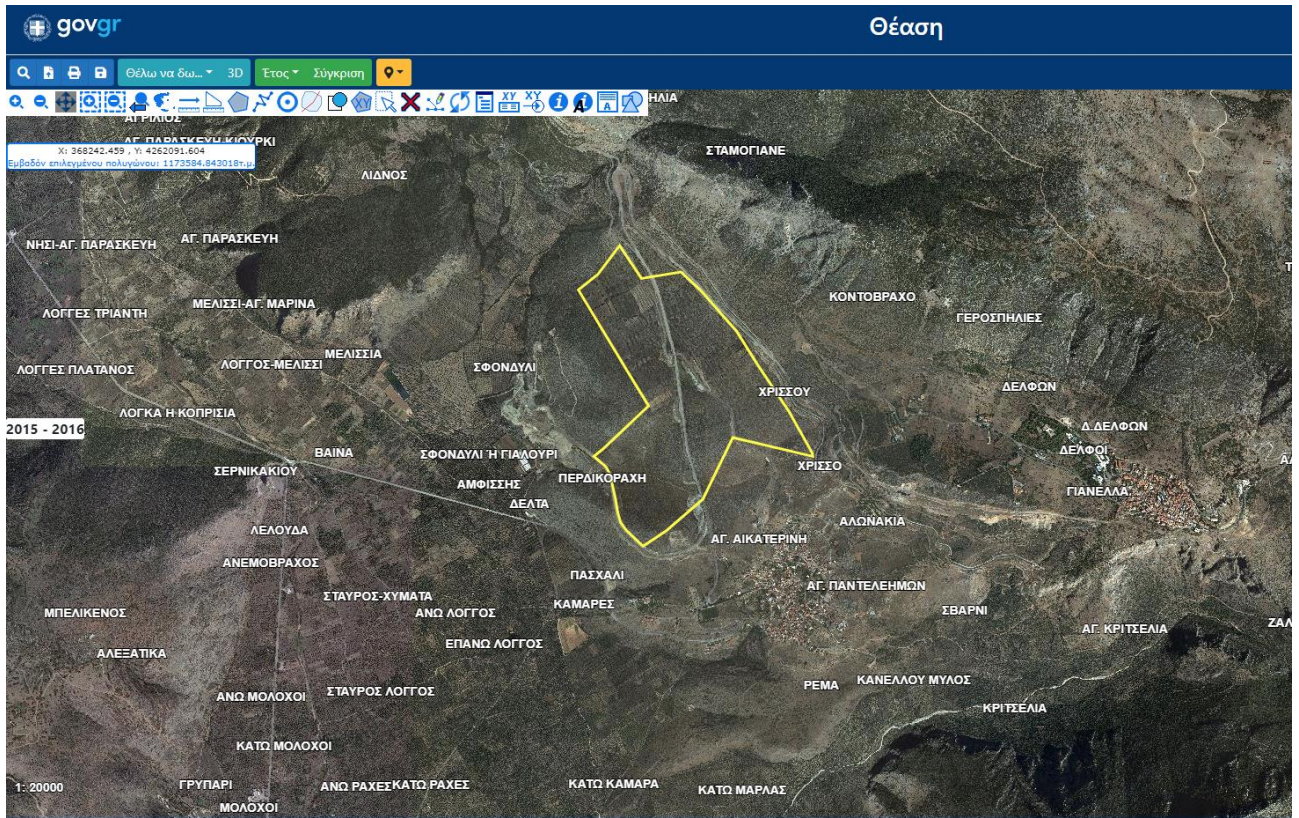 govgr
Θέαση
Θέλω να δω...
3D
Έτος
Σύγκριση
ΗΛΙΑ
ΑΓΡΙΛΙΟΣ
ΑΓ. ΠΑΡΑΣΚΕΥΗ-ΚΙΟΥΡΚΙ
X: 368242.459 , Y: 4262091.604
Εμβαδόν επιλεγμένου πολυγώνου: 1173584.843018τ.μ.
ΣΤΑΜΟΓΙΑΝΕ
ΛΙΔΝΟΣ
ΝΗΣΙ-ΑΓ. ΠΑΡΑΣΚΕΥΗ
ΑΓ. ΠΑΡΑΣΚΕΥΗ
ΛΟΓΓΕΣ ΤΡΙΑΝΤΗ
ΜΕΛΙΣΣΙ-ΑΓ. ΜΑΡΙΝΑ
ΚΟΝΤΟΒΡΑΧΟ
ΓΕΡΟΣΠΗΛΙΕΣ
ΛΟΓΓΕΣ ΠΛΑΤΑΝΟΣ
ΛΟΓΓΟΣ-ΜΕΛΙΣΣΙ
ΜΕΛΙΣΣΙΑ
ΣΦΟΝΔΥΛΙ
ΧΡΙΣΣΟΥ
ΔΕΛΦΩΝ
ΛΟΓΚΑ Η ΚΟΠΡΙΣΙΑ
2015 - 2016
Δ.ΔΕΛΦΩΝ
ΔΕΛΦΟΙ
ΣΕΡΝΙΚΑΚΙΟΥ
ΒΑΙΝΑ
ΣΦΟΝΔΥΛΙ Ή ΓΙΑΛΟΥΡΙ
ΑΜΦΙΣΣΗΣ
ΠΕΡΔΙΚΟΡΑΧΗ
ΧΡΙΣΣΟ
ΓΙΑΝΕΛΛΑ.
ΔΕΛΤΑ
ΛΕΛΟΥΔΑ
ΑΛΩΝΑΚΙΑ
ΑΓ. ΑΙΚΑΤΕΡΙΝΗ
ΑΝΕΜΟΒΡΑΧΟΣ
ΠΑΣΧΑΛΙ
ΑΓ. ΠΑΝΤΕΛΕΗΜΩΝ
ΜΠΕΛΙΚΕΝΟΣ
ΣΤΑΥΡΟΣ-ΧΥΜΑΤΑ
ΑΝΩ ΛΟΓΓΟΣ
ΚΑΜΑΡΕΣ
ΣΒΑΡΝΙ
ΑΓ. ΚΡΙΤΣΕΛΙΑ
ΖΑΛ
ΑΛΕΞΑΤΙΚΑ
ΕΠΑΝΩ ΛΟΓΓΟΣ
ΑΝΩ ΜΟΛΟΧΟΙ
ΣΤΑΥΡΟΣ ΛΟΓΓΟΣ
ΡΕΜΑ
ΚΑΝΕΛΛΟΥ ΜΥΛΟΣ
ΚΡΙΤΣΕΛΙΑ
ΚΑΤΩ ΜΟΛΟΧΟΙ
1: 20000
ΓΡΥΠΑΡΙ
ΑΝΩ ΡΑΧΕΣ
ΚΑΤΩ ΡΑΧΕΣ
ΚΑΤΩ ΚΑΜΑΡΑ
ΚΑΤΩ ΜΑΡΛΑΣ
ΜΟΛΟΧΟΙ